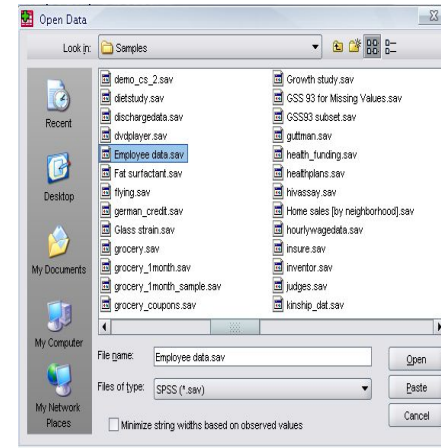 Open Data
Look in: Samples
demo_cs_2.sav
dietstudy.sav
dischargedata.sav
dvdplayer.sav
Employee data.sav
Fat surfactant.sav
flying.sav
german_credit.sav
Glass strain.sav
grocery.sav
grocery_1month.sav
grocery_1month_sample.sav
grocery_coupons.sav
Growth study.sav
GSS 93 for Missing Values.sav
GSS93 subset.sav
guttman.sav
health_funding.sav
healthplans.sav
hivassay.sav
Home sales [by neighborhood].sav
hourlywagedata.sav
insure.sav
inventor.sav
judges.sav
kinship_dat.sav
Recent
Desktop
My Documents
My Computer
My Network
Places
File name: Employee data.sav
Open
Files of type: SPSS (*.sav)
Paste
Minimize string widths based on observed values
Cancel